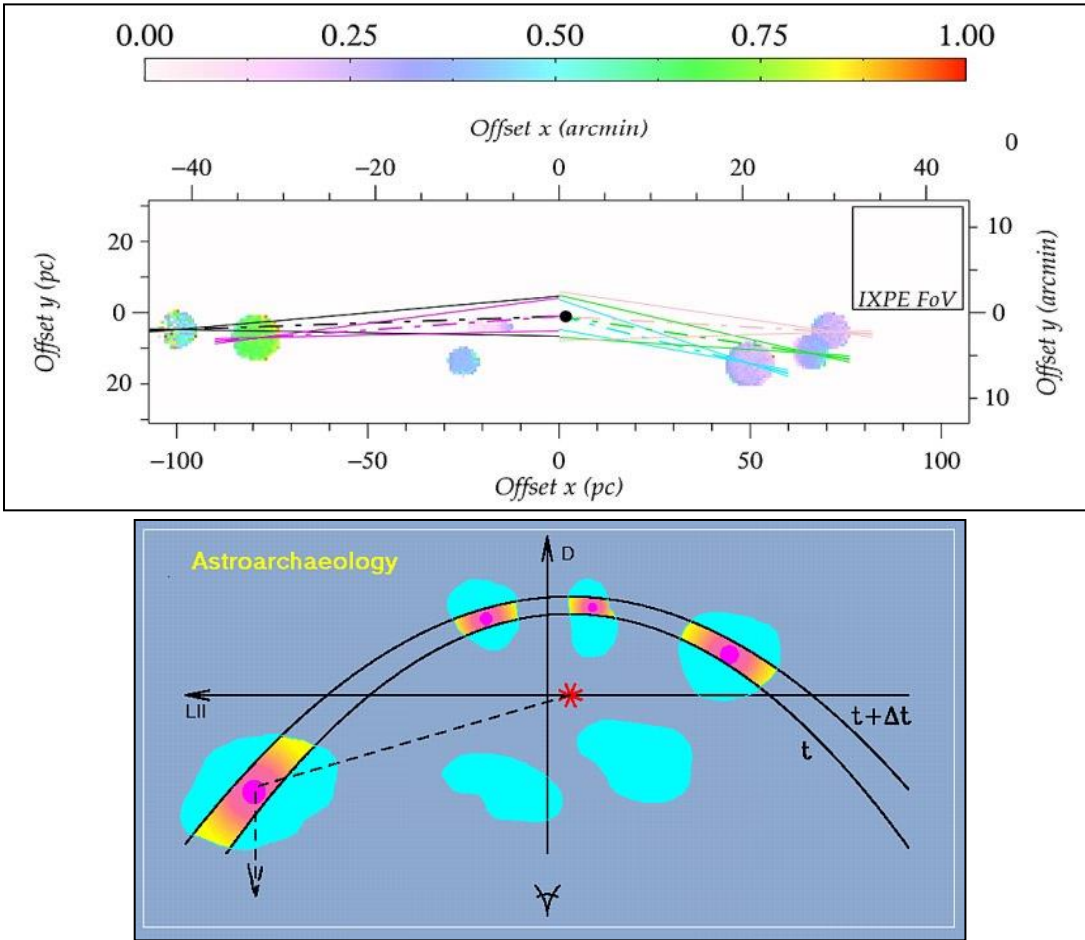 0.00 0.25 0.50 0.75 1.00
Offset x (arcmin)
0
−40 −20 0 20 40
Offset y (pc)
20
0
20
10
0
10
Offset y (arcmin)
IXPE FoV
−100 −50 0 50 100
Offset x (pc)
Astroarchaeology
D
LII
t+Δt
t